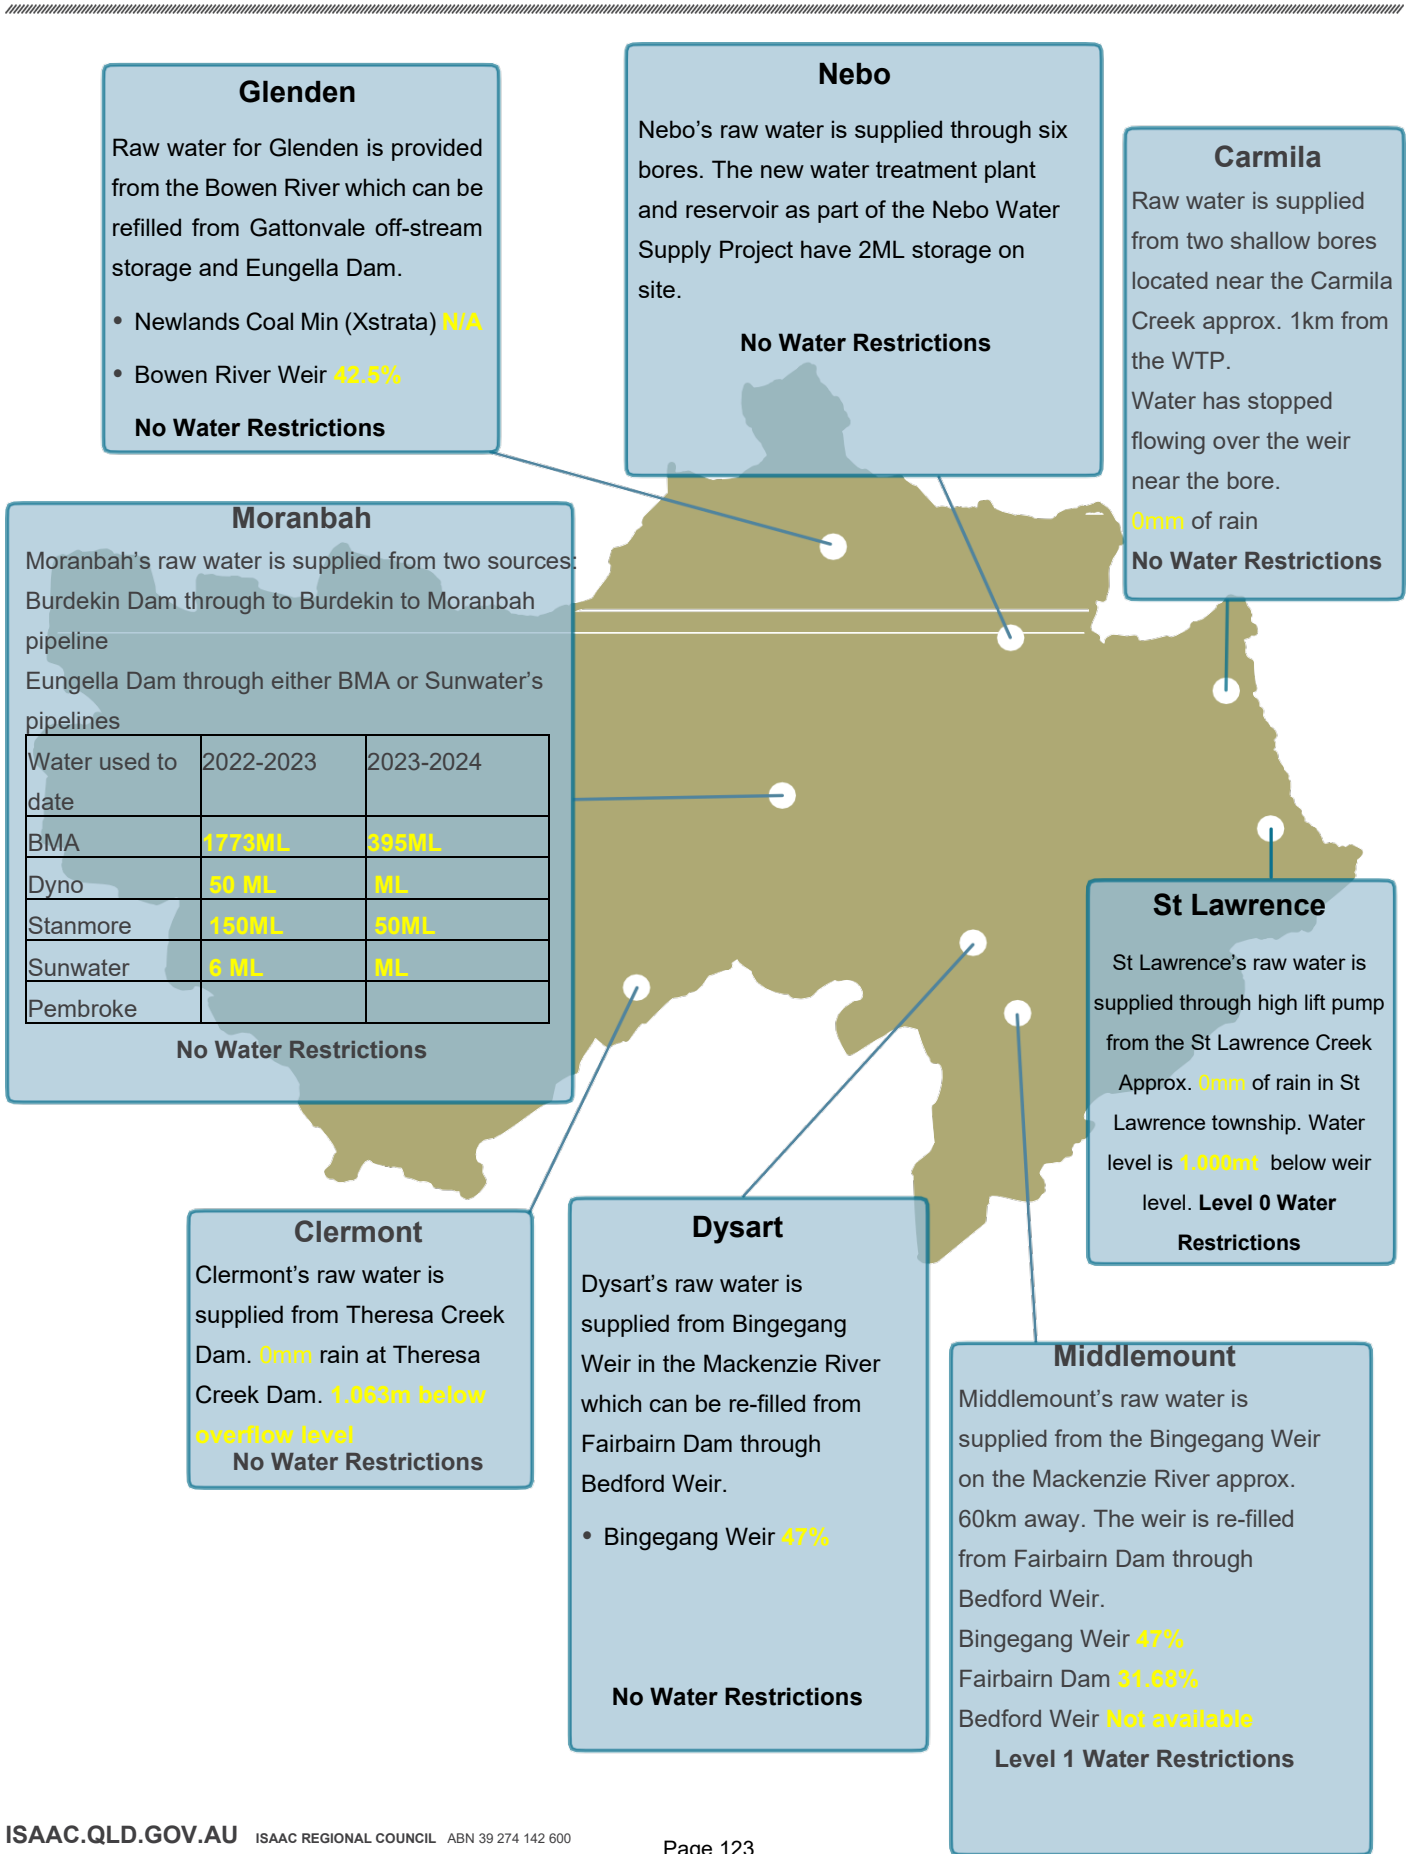 Glenden
Raw water for Glenden is provided
from the Bowen River which can be
refilled from Gattonvale off-stream
storage and Eungella Dam.
• Newlands Coal Min (Xstrata) N/A
• Bowen River Weir 42.5%
No Water Restrictions
Nebo
Nebo's raw water is supplied through six
bores. The new water treatment plant
and reservoir as part of the Nebo Water
Supply Project have 2ML storage on
site.
No Water Restrictions
Carmila
Raw water is supplied
from two shallow bores
located near the Carmila
Creek approx. 1km from
the WTP.
Water has stopped
flowing over the weir
near the bore.
0mm of rain
No Water Restrictions
Moranbah
Moranbah's raw water is supplied from two sources:
Burdekin Dam through to Burdekin to Moranbah
pipeline
Eungella Dam through either BMA or Sunwater's
pipelines
Water used to 2022-2023 2023-2024
date
BMA 1773ML 395ML
Dyno 50 ML ML
Stanmore 150ML 50ML
Sunwater 6 ML ML
Pembroke
No Water Restrictions
St Lawrence
St Lawrence's raw water is
supplied through high lift pump
from the St Lawrence Creek
Approx. 0mm of rain in St
Lawrence township. Water
level is 1.000mt below weir
level. Level 0 Water
Restrictions
Clermont
Clermont's raw water is
supplied from Theresa Creek
Dam. 0mm rain at Theresa
Creek Dam. 1.063m below
overflow level
No Water Restrictions
Dysart
Dysart's raw water is
supplied from Bingegang
Weir in the Mackenzie River
which can be re-filled from
Fairbairn Dam through
Bedford Weir.
• Bingegang Weir 47%
No Water Restrictions
Middlemount
Middlemount's raw water is
supplied from the Bingegang Weir
on the Mackenzie River approx.
60km away. The weir is re-filled
from Fairbairn Dam through
Bedford Weir.
Bingegang Weir 47%
Fairbairn Dam 31.68%
Bedford Weir Not available
Level 1 Water Restrictions
ISAAC.QLD.GOV.AU ISAAC REGIONAL COUNCIL ABN 39 274 142 600
Page 123